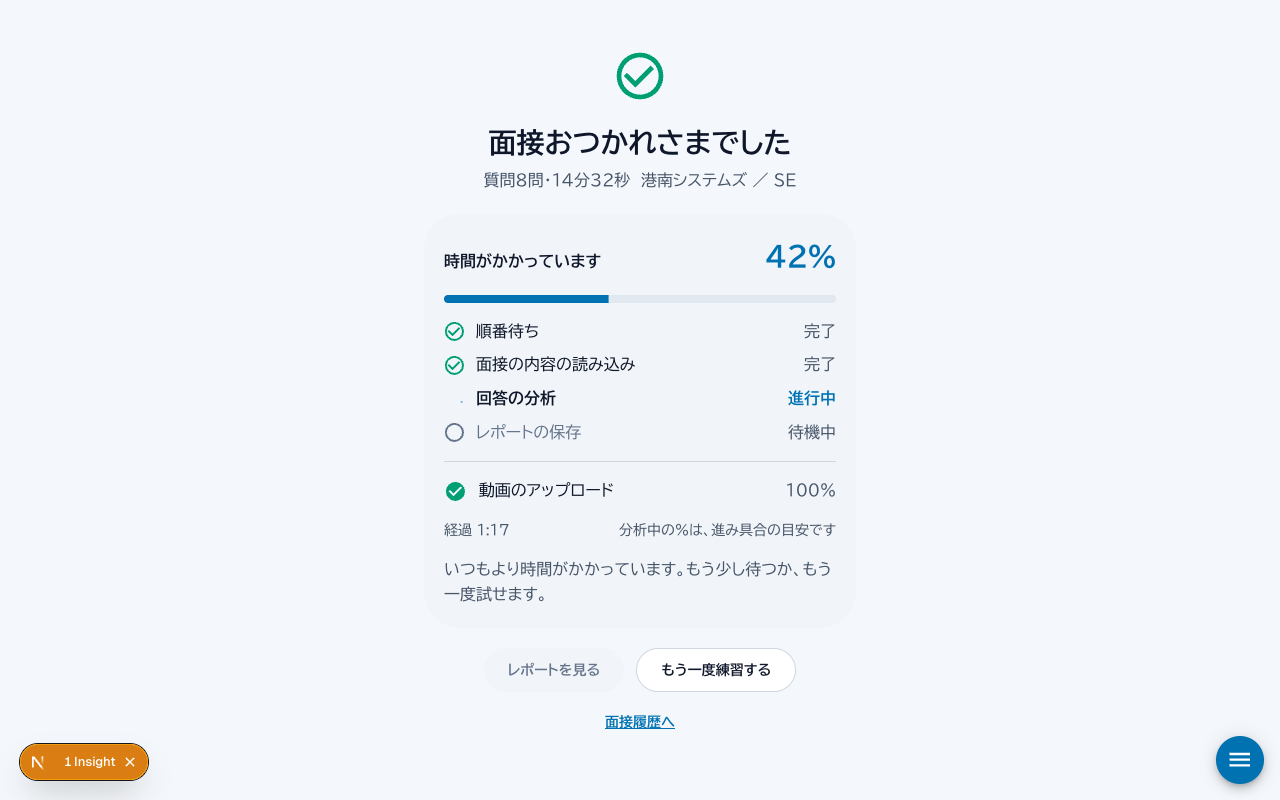 面接おつかれさまでした
質問8問・14分32秒 港南システムズ ／ SE
時間がかかっています 42%
順番待ち 完了
面接の内容の読み込み 完了
回答の分析 進行中
レポートの保存 待機中
動画のアップロード 100%
経過 1:17 分析中の%は、進み具合の目安です
いつもより時間がかかっています。もう少し待つか、もう
一度試せます。
レポートを見る もう一度練習する
面接履歴へ
N 1 Insight